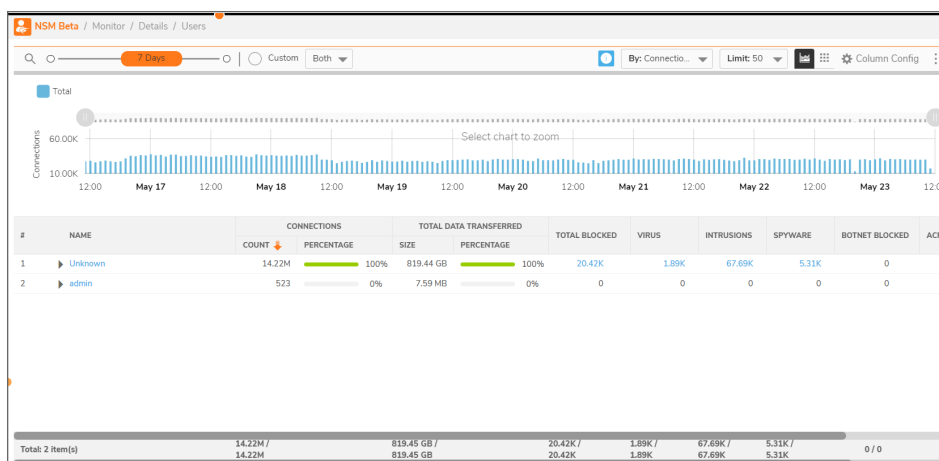 NSM Beta / Monitor / Details / Users
7 Days Custom Both By: Connectio... Limit: 50 Column Config
Total
Select chart to zoom
Connections
60.00K
10.00K
12:00 May 17 12:00 May 18 12:00 May 19 12:00 May 20 12:00 May 21 12:00 May 22 12:00 May 23
# NAME CONNECTIONS TOTAL DATA TRANSFERRED TOTAL BLOCKED VIRUS INTRUSIONS SPYWARE BOTNET BLOCKED
COUNT PERCENTAGE SIZE PERCENTAGE
1 Unknown 14.22M 100% 819.44 GB 100% 20.42K 1.89K 67.69K 5.31K 0
2 admin 523 0% 7.59 MB 0% 0 0 0 0 0
Total: 2 item(s) 14.22M / 819.45 GB / 20.42K / 1.89K / 67.69K / 5.31K / 0 / 0
14.22M 819.45 GB 20.42K 1.89K 67.69K 5.31K